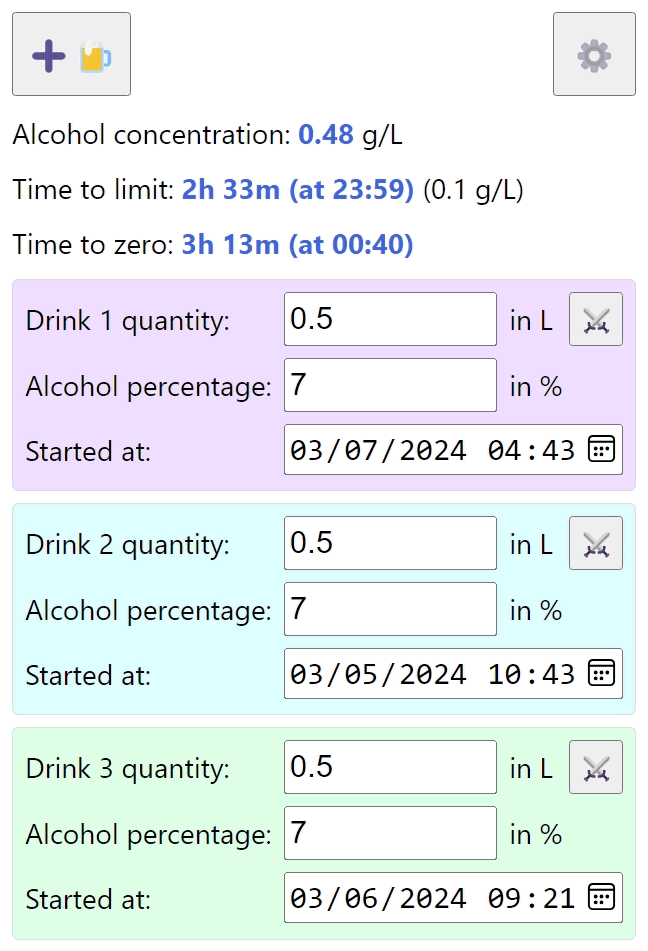 Alcohol concentration: 0.48 g/L
Time to limit: 2h 33m (at 23:59) (0.1 g/L)
Time to zero: 3h 13m (at 00:40)
Drink 1 quantity: 0.5 in L
Alcohol percentage: 7 in %
Started at: 03/07/2024 04:43
Drink 2 quantity: 0.5 in L
Alcohol percentage: 7 in %
Started at: 03/05/2024 10:43
Drink 3 quantity: 0.5 in L
Alcohol percentage: 7 in %
Started at: 03/06/2024 09:21